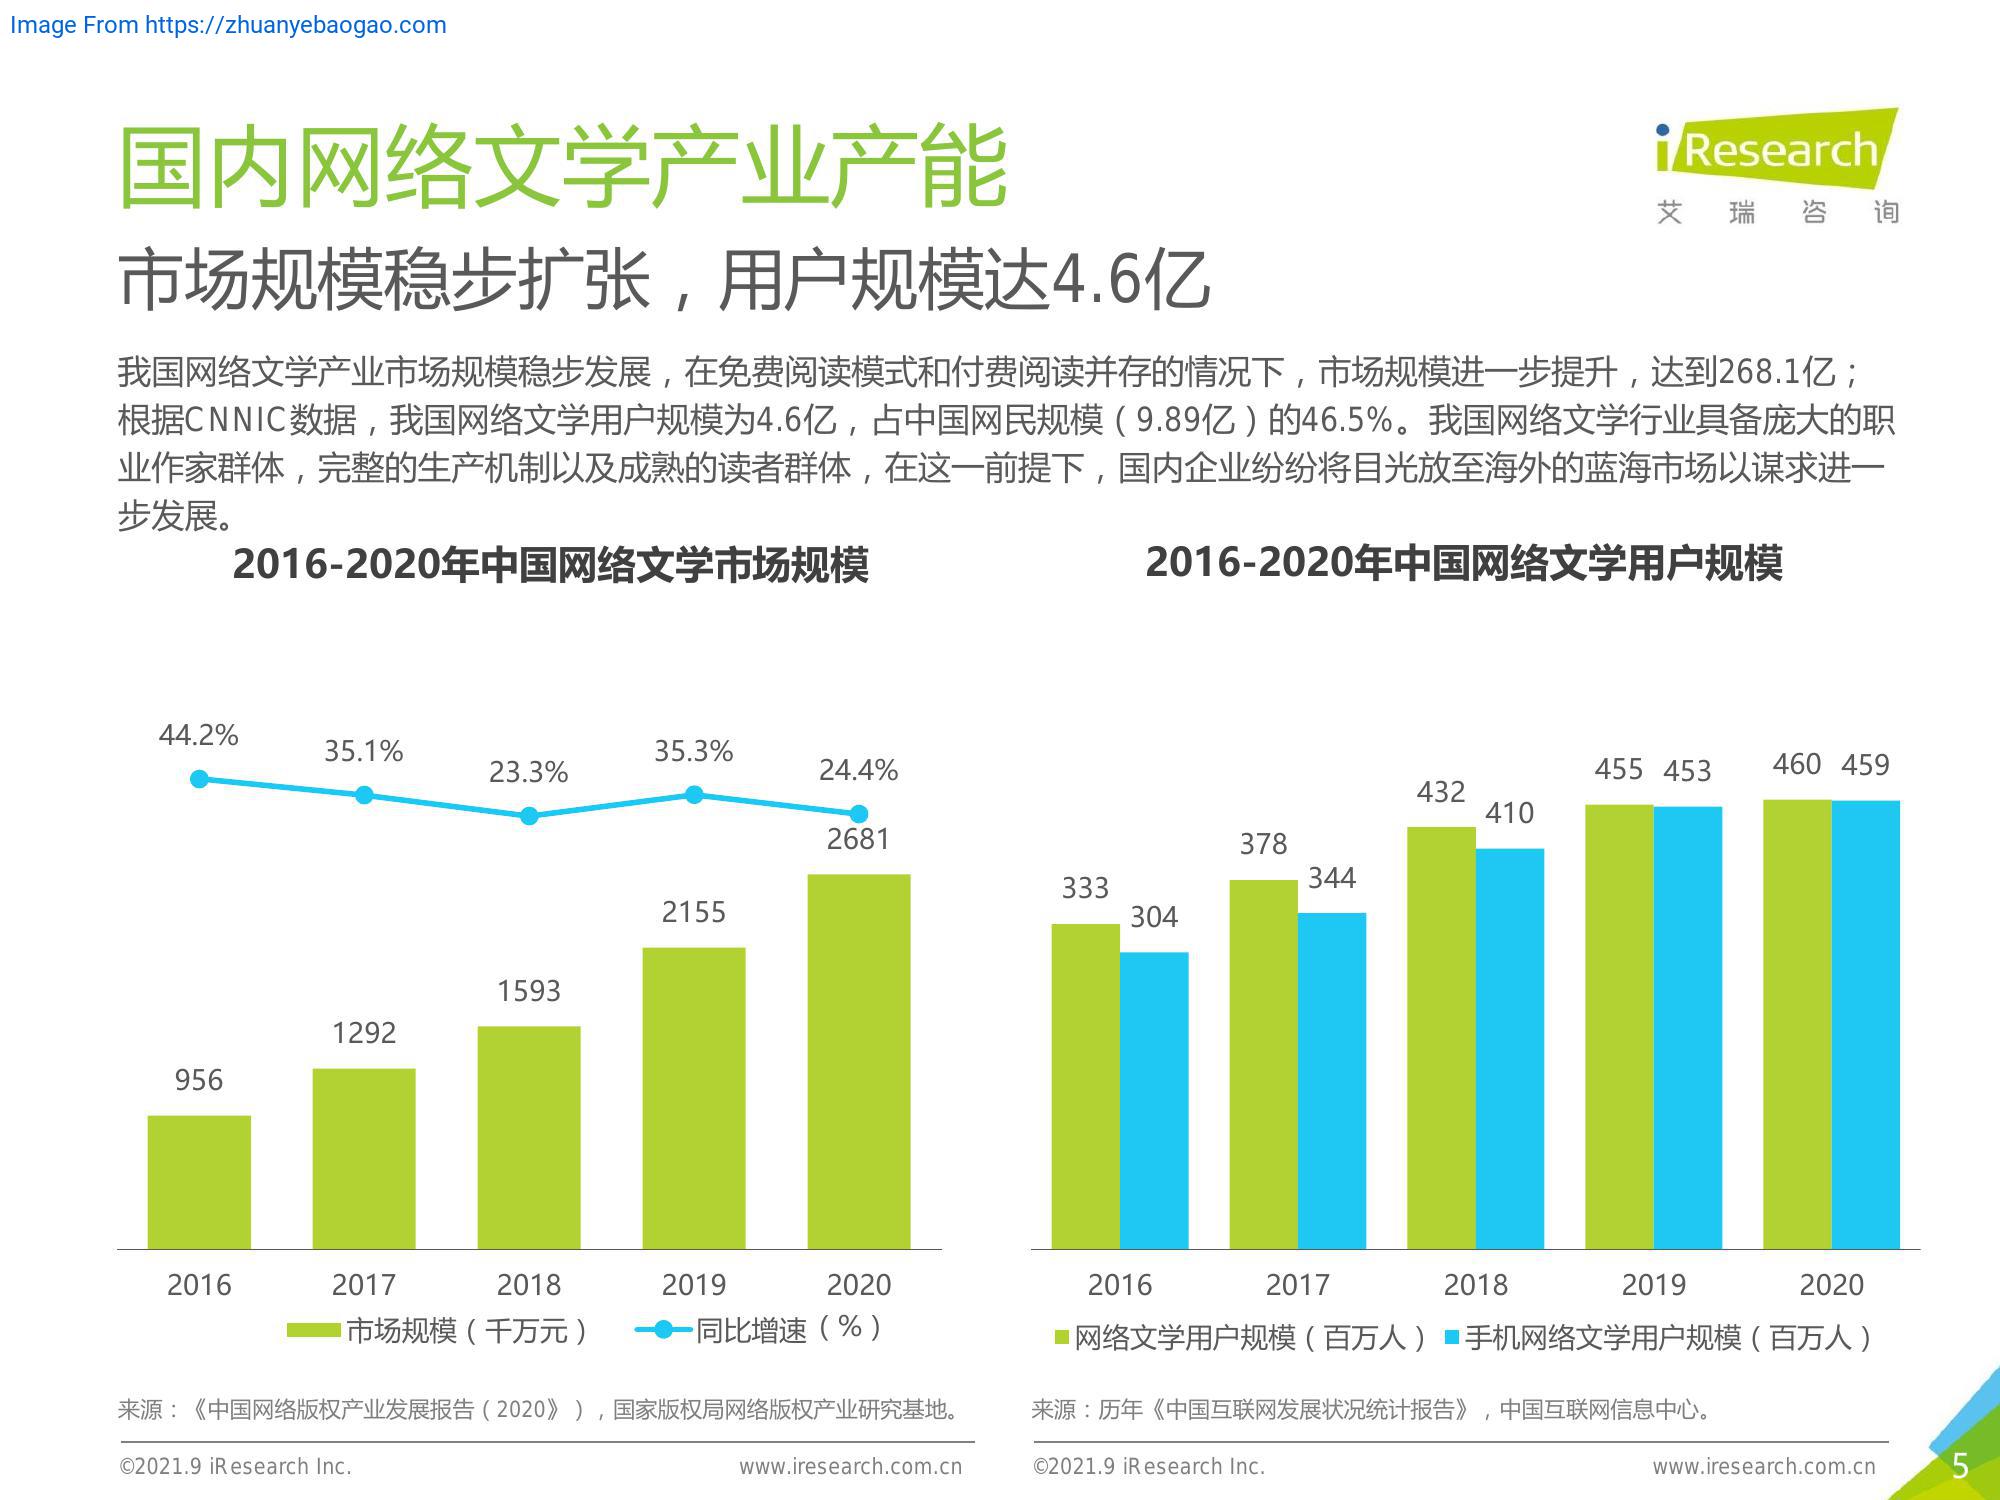 Image From https://zhuanyebaogao.com
国内网络文学产业产能
iResearch
艾瑞咨询
市场规模稳步扩张，用户规模达4.6亿
我国网络文学产业市场规模稳步发展，在免费阅读模式和付费阅读并存的情况下，市场规模进一步提升，达到268.1亿；
根据CNNIC数据，我国网络文学用户规模为4.6亿，占中国网民规模（9.89亿）的46.5%。我国网络文学行业具备庞大的职
业作家群体，完整的生产机制以及成熟的读者群体，在这一前提下，国内企业纷纷将目光放至海外的蓝海市场以谋求进一
步发展。
2016-2020年中国网络文学市场规模
44.2% 35.1% 23.3% 35.3% 24.4%
956 1292 1593 2155 2681
2016 2017 2018 2019 2020
市场规模（千万元） 同比增速（%）
来源：《中国网络版权产业发展报告（2020》），国家版权局网络版权产业研究基地。
©2021.9 iResearch Inc. www.iresearch.com.cn
2016-2020年中国网络文学用户规模
333 304 378 344 432 410 455 453 460 459
2016 2017 2018 2019 2020
网络文学用户规模（百万人） 手机网络文学用户规模（百万人）
来源：历年《中国互联网发展状况统计报告》，中国互联网信息中心。
©2021.9 iResearch Inc. www.iresearch.com.cn
5